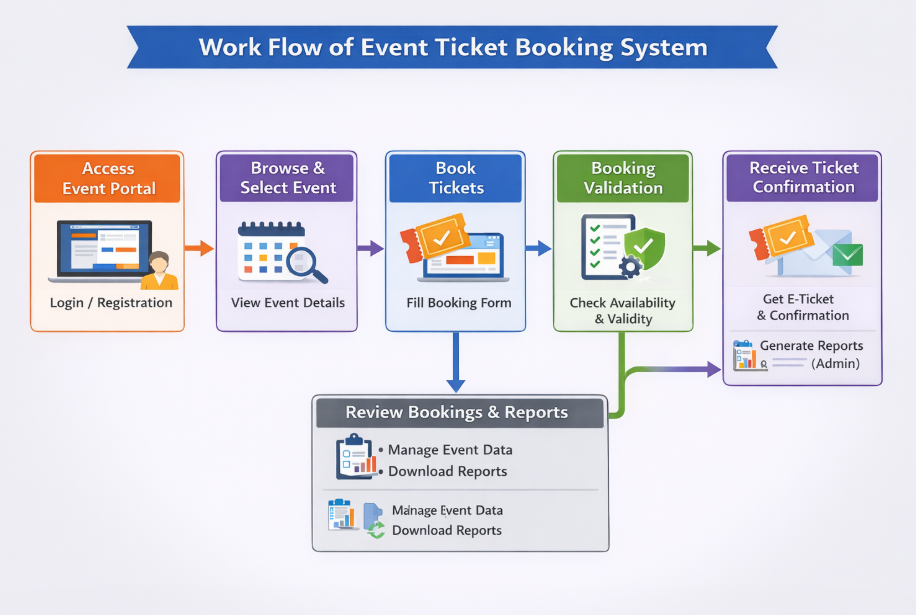 Work Flow of Event Ticket Booking System
Access
Event Portal
Login / Registration
Browse &
Select Event
View Event Details
Book
Tickets
Fill Booking Form
Booking
Validation
Check Availability
& Validity
Receive Ticket
Confirmation
Get E-Ticket
& Confirmation
Generate Reports
(Admin)
Review Bookings & Reports
• Manage Event Data
• Download Reports
Manage Event Data
Download Reports